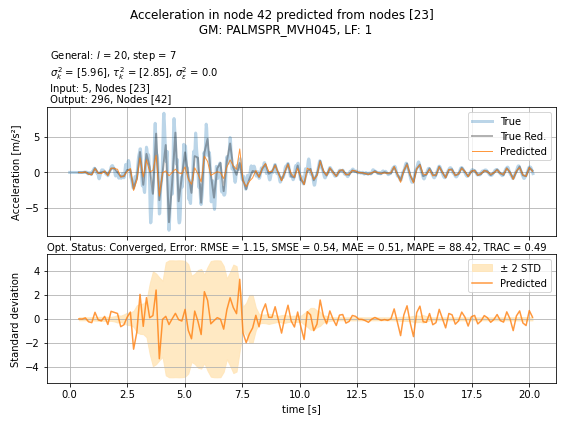 Acceleration in node 42 predicted from nodes [23]
GM: PALMSPR_MVH045, LF: 1
General: l = 20, step = 7
σ²ₖ = [5.96], τ²ₖ = [2.85], σ²ε = 0.0
Input: 5, Nodes [23]
Output: 296, Nodes [42]
Acceleration [m/s²]
5
0
−5
True
True Red.
Predicted
Opt. Status: Converged, Error: RMSE = 1.15, SMSE = 0.54, MAE = 0.51, MAPE = 88.42, TRAC = 0.49
Standard deviation
4
2
0
−2
−4
± 2 STD
Predicted
0.0 2.5 5.0 7.5 10.0 12.5 15.0 17.5 20.0
time [s]